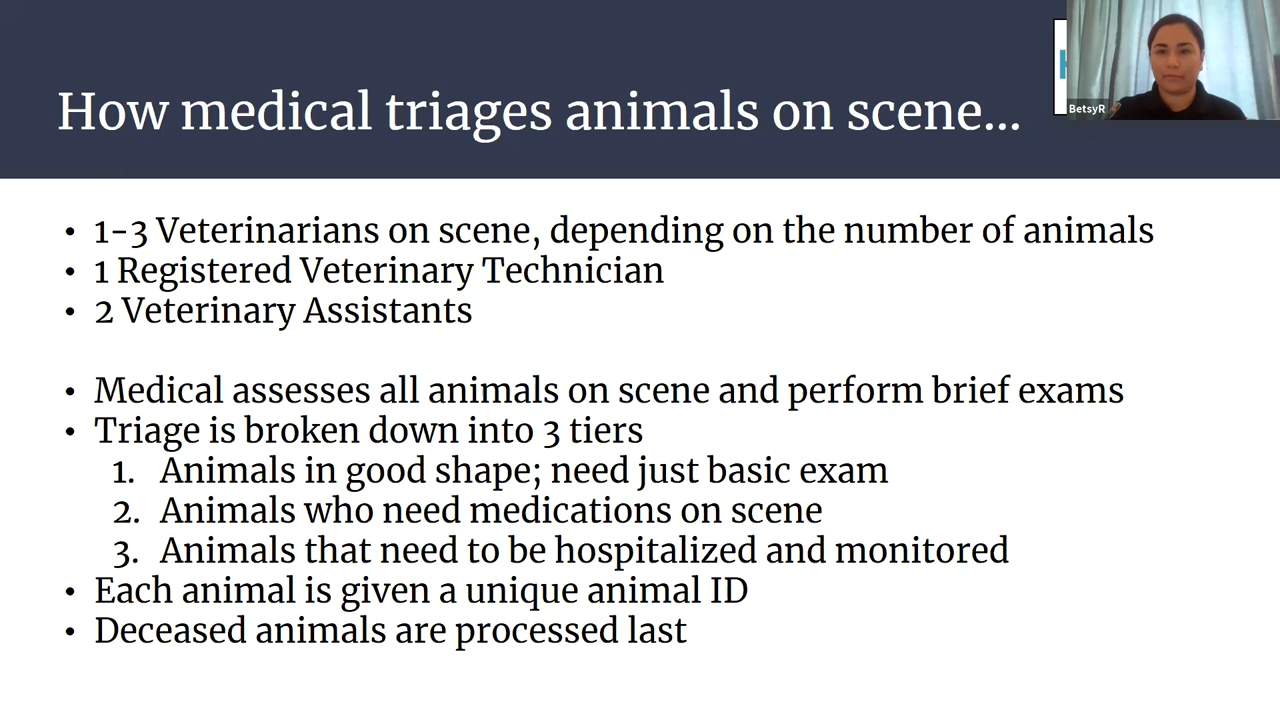 How medical triages animals on scene...
BetsyR
• 1-3 Veterinarians on scene, depending on the number of animals
• 1 Registered Veterinary Technician
• 2 Veterinary Assistants
• Medical assesses all animals on scene and perform brief exams
• Triage is broken down into 3 tiers
1. Animals in good shape; need just basic exam
2. Animals who need medications on scene
3. Animals that need to be hospitalized and monitored
• Each animal is given a unique animal ID
• Deceased animals are processed last